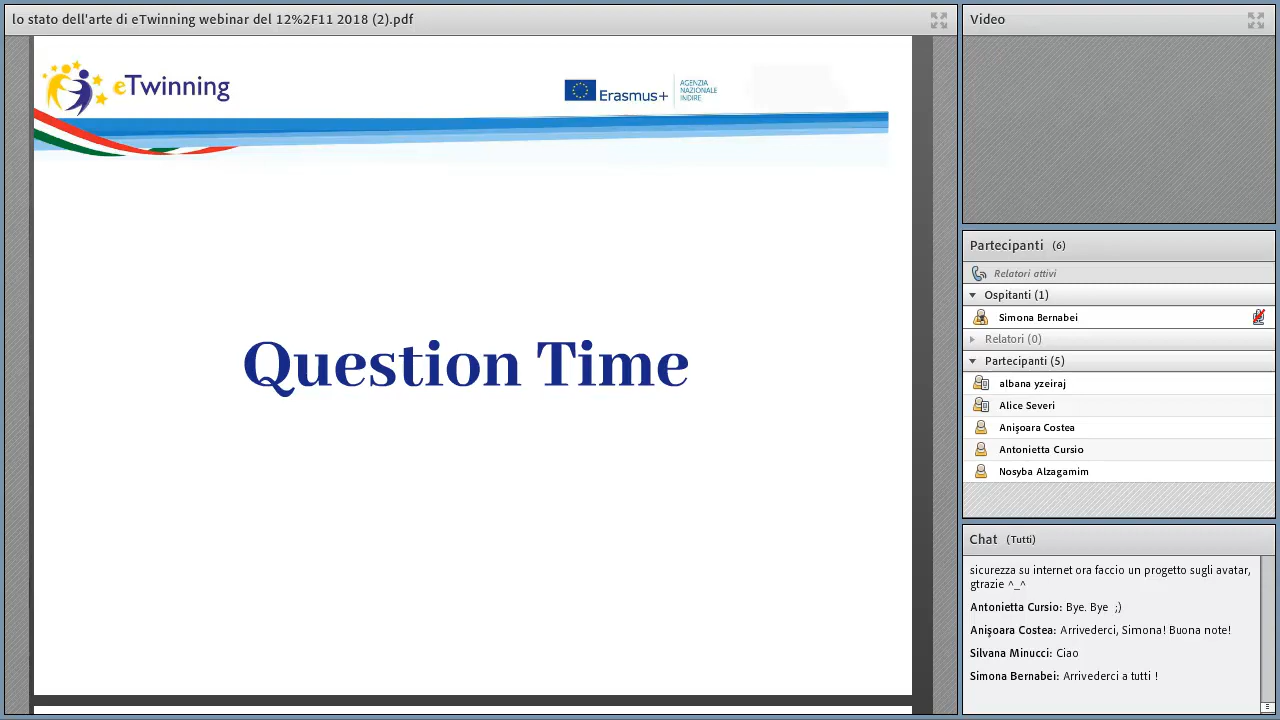 lo stato dell'arte di eTwinning webinar del 12%2F11 2018 (2).pdf
eTwinning
Erasmus+
AGENZIA
NAZIONALE
INDIRE
Question Time
Video
Partecipanti (6)
Relatori attivi
Ospitanti (1)
Simona Bernabei
Relatori (0)
Partecipanti (5)
albana yzeiraj
Alice Severi
Anişoara Costea
Antonietta Cursio
Nosyba Alzagamim
Chat (Tutti)
sicurezza su internet ora faccio un progetto sugli avatar,
gtrazie ^_^
Antonietta Cursio: Bye. Bye ;)
Anişoara Costea: Arrivederci, Simona! Buona note!
Silvana Minucci: Ciao
Simona Bernabei: Arrivederci a tutti !